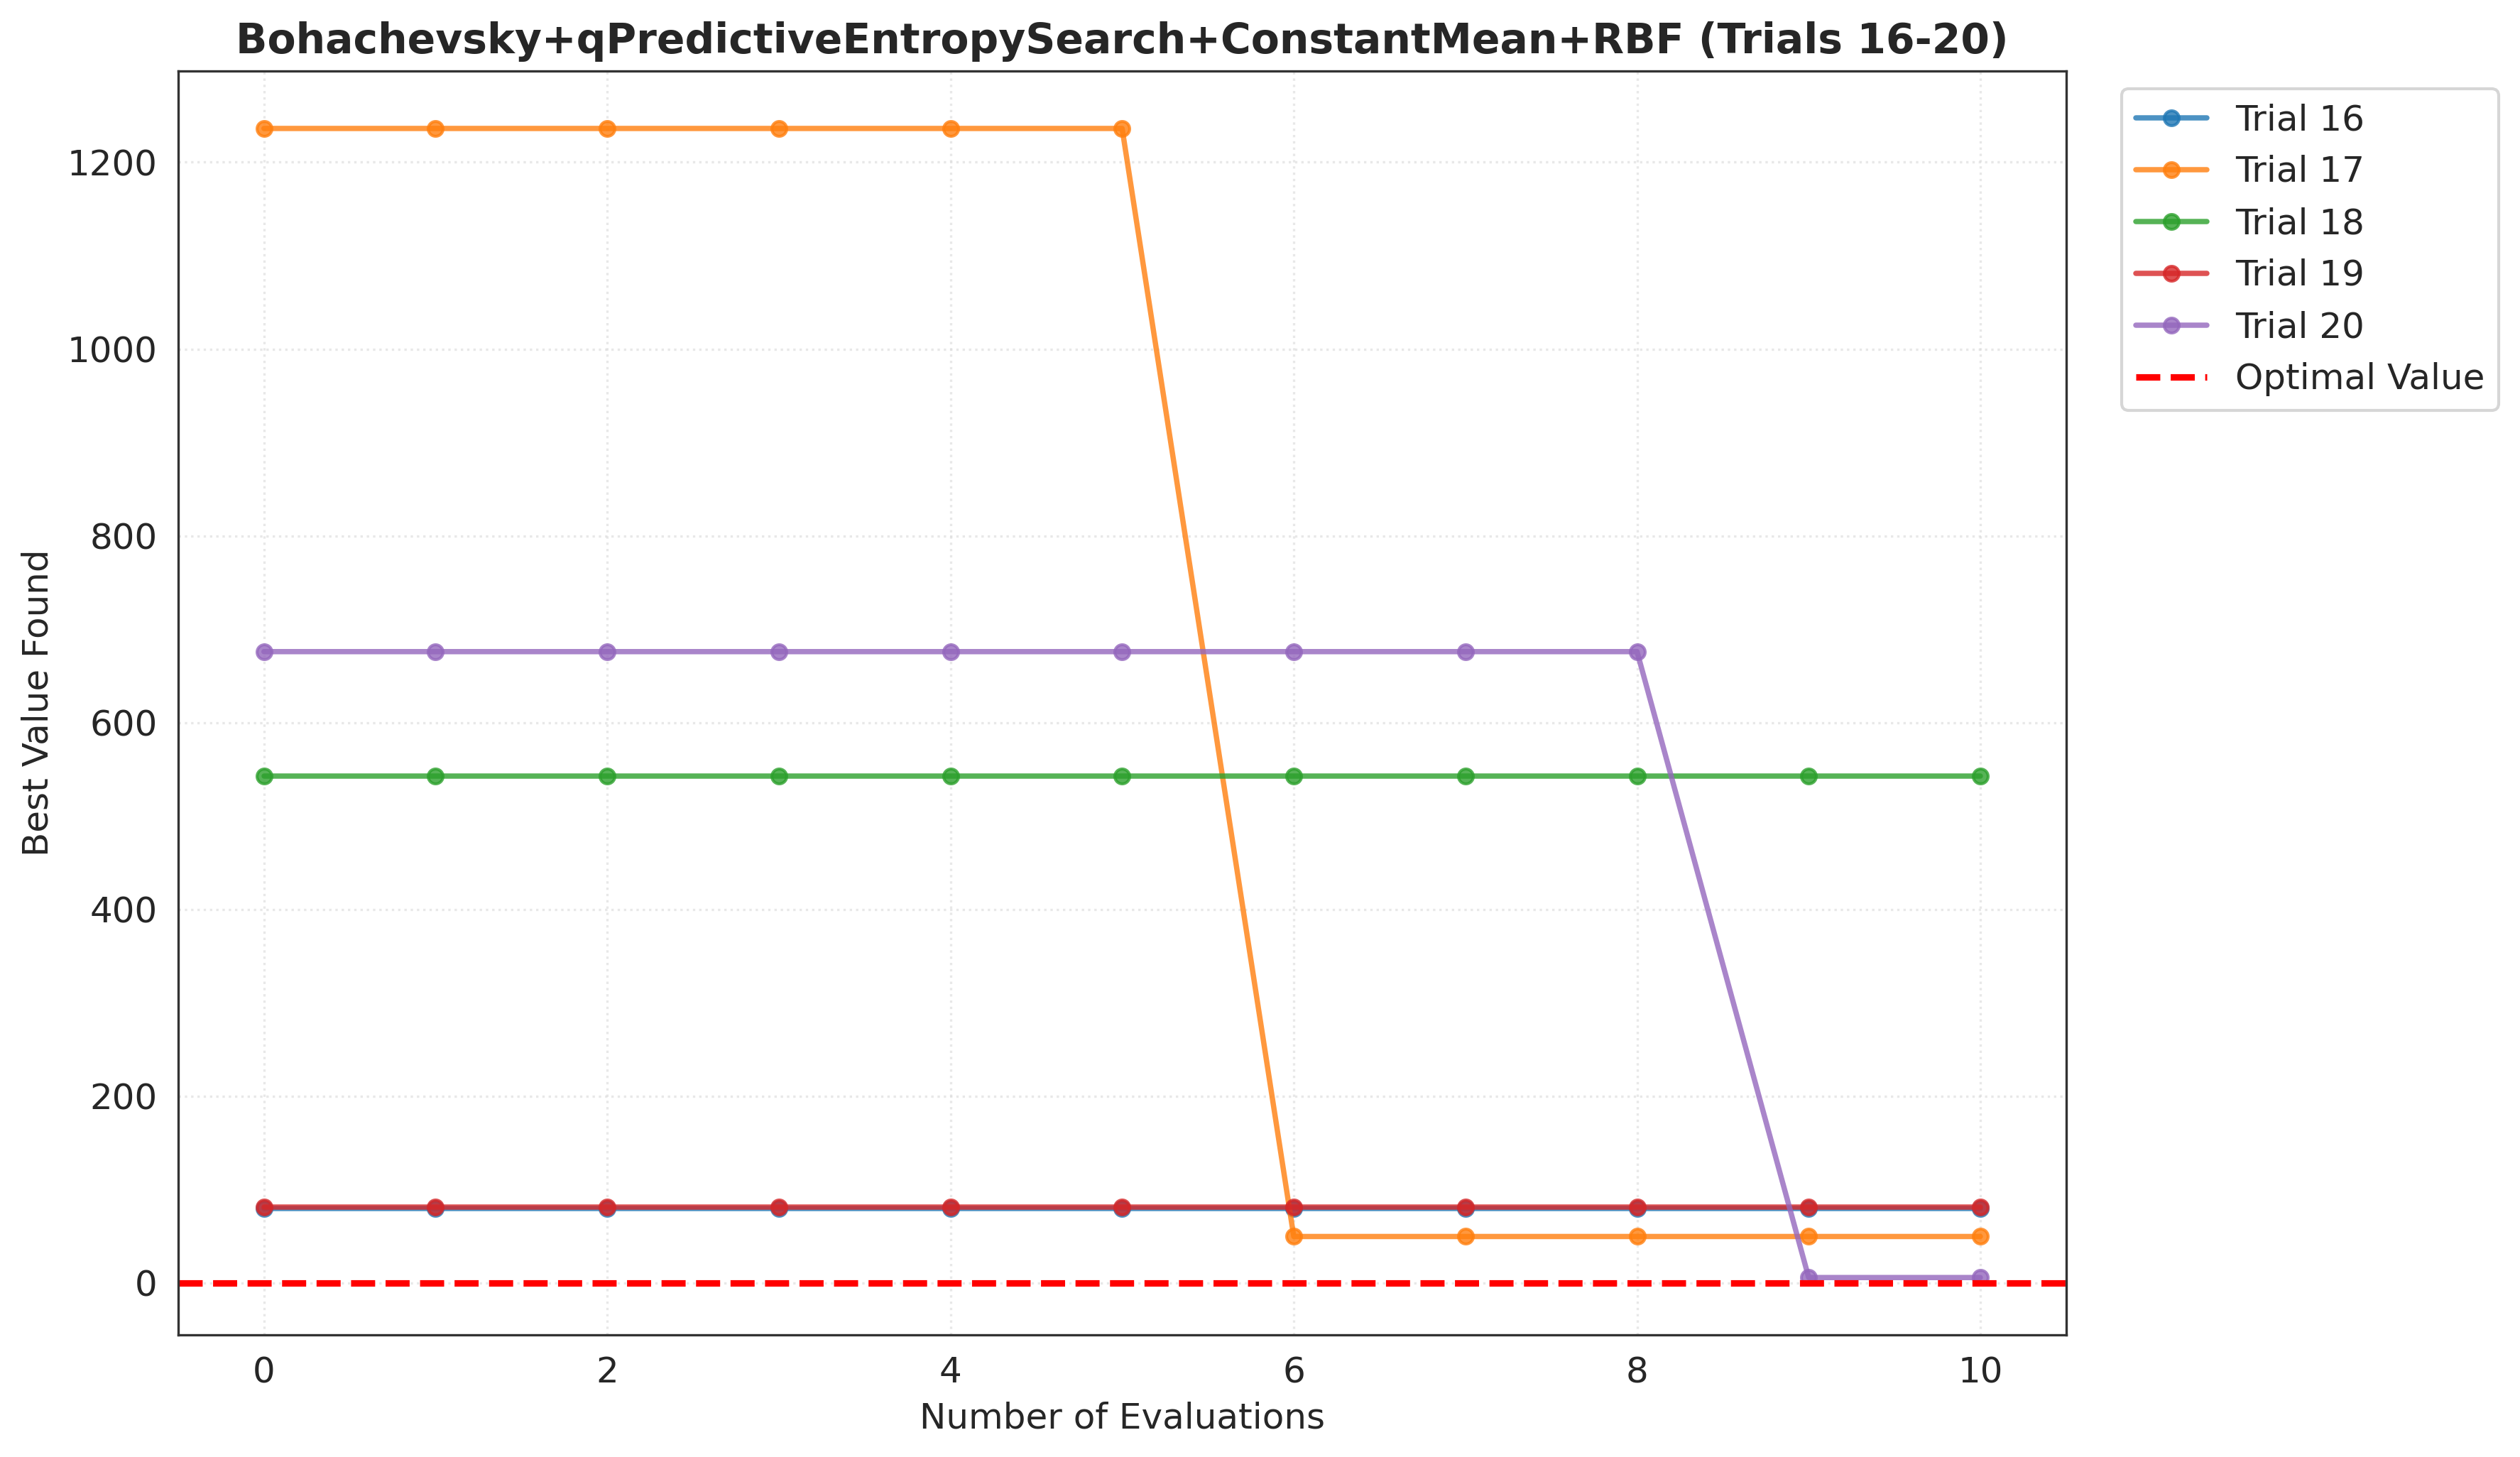 Bohachevsky+qPredictiveEntropySearch+ConstantMean+RBF (Trials 16-20)
Trial 16
Trial 17
Trial 18
Trial 19
Trial 20
Optimal Value
Best Value Found
1200
1000
800
600
400
200
0
0 2 4 6 8 10
Number of Evaluations